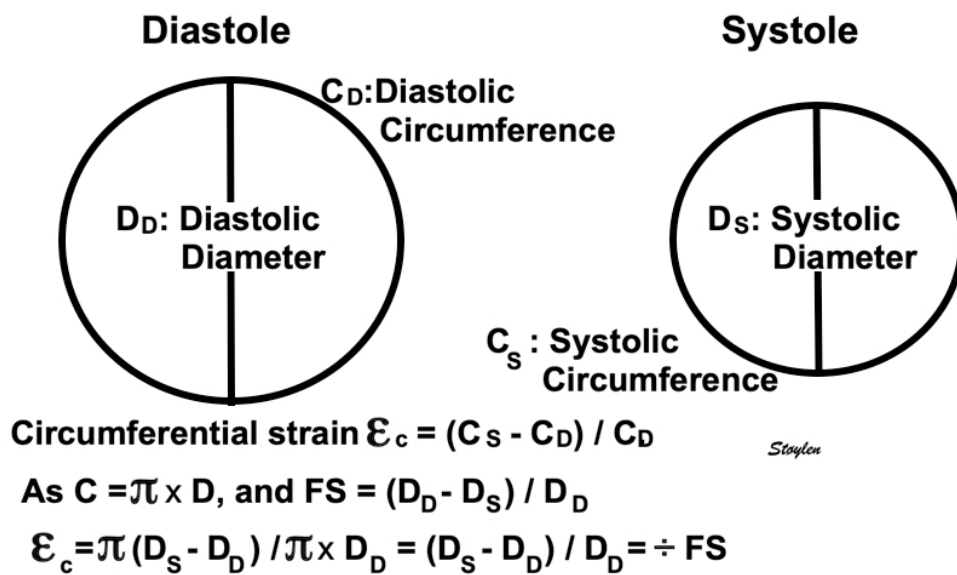 Diastole
Systole
CD:Diastolic
Circumference
DD: Diastolic
Diameter
DS: Systolic
Diameter
CS : Systolic
Circumference
Circumferential strain εc = (CS - CD) / CD
Stoylen
As C =π x D, and FS = (DD- DS) / DD
εc=π(DS - DD) /π x DD = (DS - DD) / DD= ÷ FS